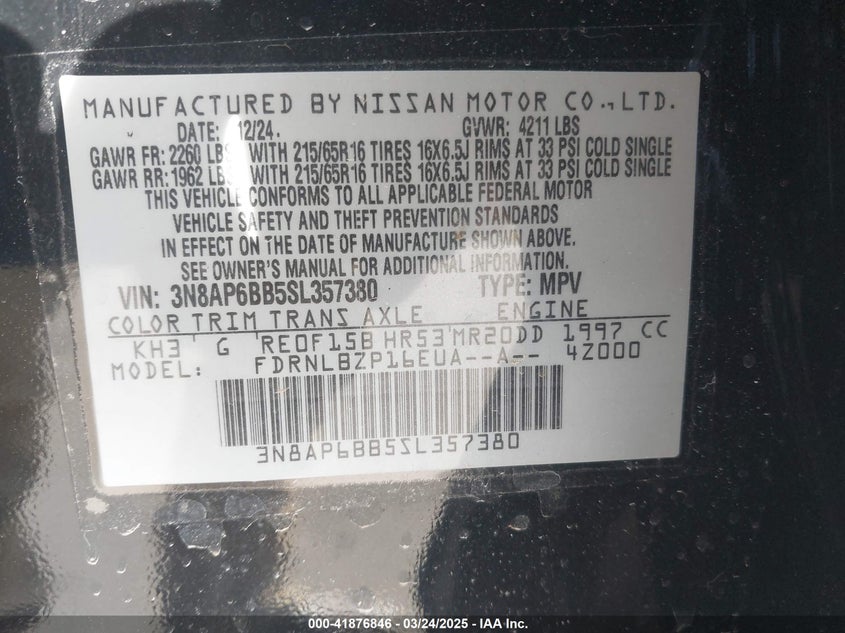 MANUFACTURED BY NISSAN MOTOR CO.,LTD.
DATE: 12/24. GVWR: 4211 LBS
GAWR FR: 2260 LBS WITH 215/65R16 TIRES 16X6.5J RIMS AT 33 PSI COLD SINGLE
GAWR RR: 1962 LBS WITH 215/65R16 TIRES 16X6.5J RIMS AT 33 PSI COLD SINGLE
THIS VEHICLE CONFORMS TO ALL APPLICABLE FEDERAL MOTOR
VEHICLE SAFETY AND THEFT PREVENTION STANDARDS
IN EFFECT ON THE DATE OF MANUFACTURE SHOWN ABOVE.
SEE OWNER'S MANUAL FOR ADDITIONAL INFORMATION.
VIN: 3N8AP6BB5SL357380 TYPE: MPV
COLOR TRIM TRANS AXLE ENGINE
KH3 G RE0F15B HR53 MR20DD 1997 CC
MODEL: FDRNLBZP16EUA--A-- 4Z000
3N8AP6BB5SL357380
000-41876846 - 03/24/2025 - IAA Inc.